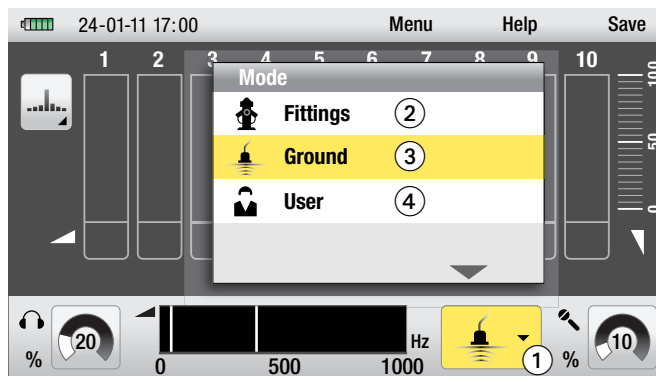 24-01-11 17:00 Menu Help Save
1 2 3 4 5 6 7 8 9 10
Mode
Fittings 2
Ground 3
User 4
100
50
0
20
%
0 500 1000
Hz
1
10
%